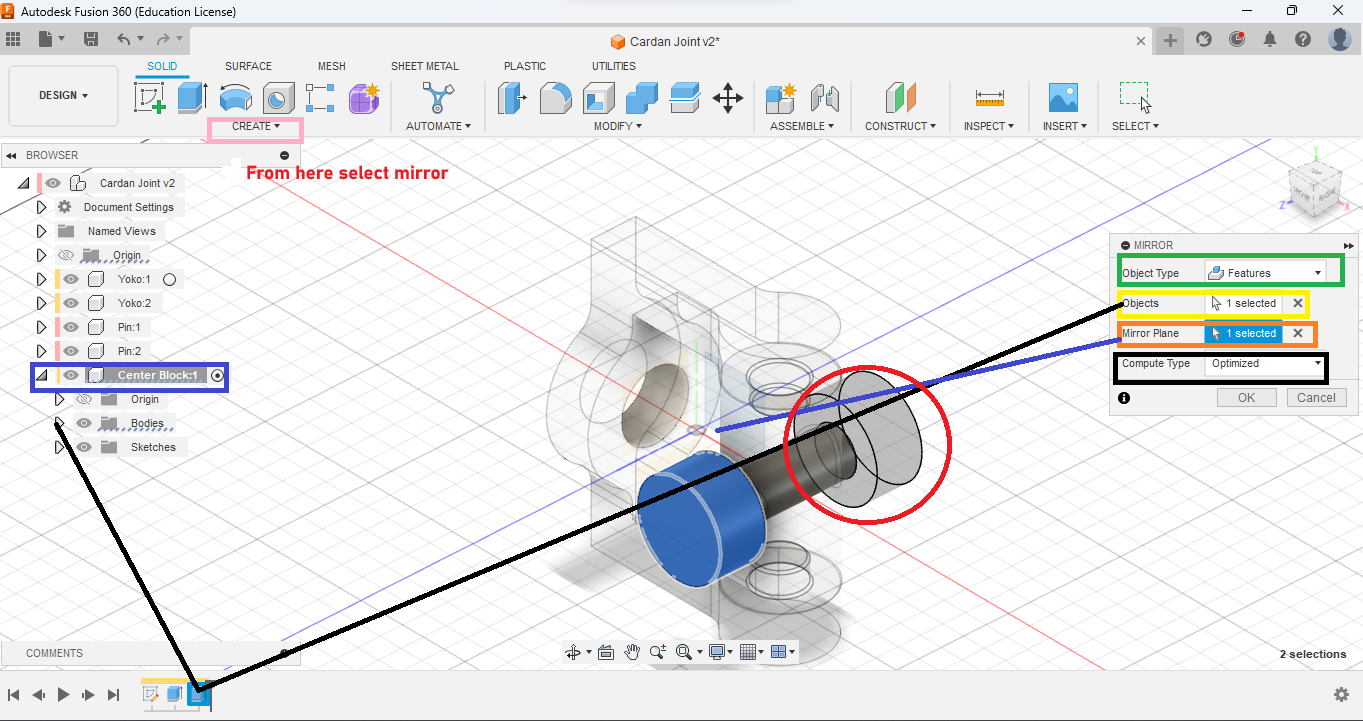 Autodesk Fusion 360 (Education License)
Cardan Joint v2*
DESIGN
SOLID SURFACE MESH SHEET METAL PLASTIC UTILITIES
CREATE AUTOMATE MODIFY ASSEMBLE CONSTRUCT INSPECT INSERT SELECT
BROWSER
From here select mirror
Cardan Joint v2
Document Settings
Named Views
Origin
Yoko:1
Yoko:2
Pin:1
Pin:2
Center Block:1
Origin
Bodies
Sketches
MIRROR
Object Type Features
Objects 1 selected
Mirror Plane 1 selected
Compute Type Optimized
OK Cancel
Y
Z
X
COMMENTS
2 selections